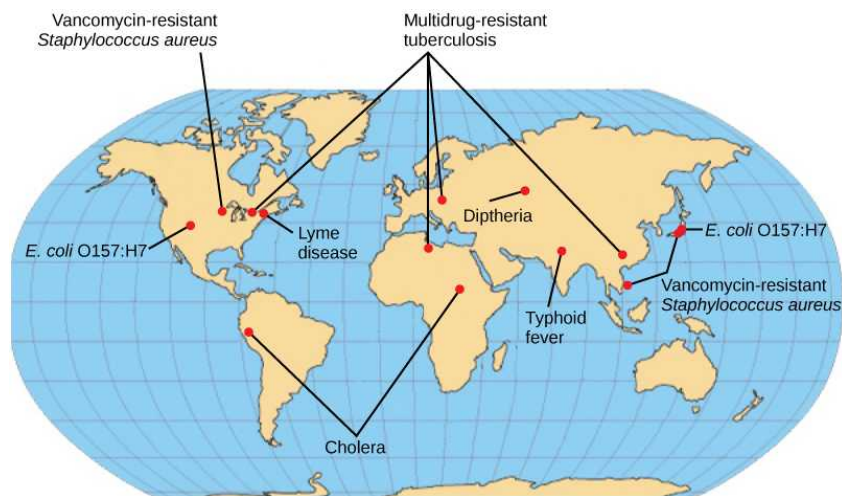 Vancomycin-resistant
Staphylococcus aureus
Multidrug-resistant
tuberculosis
Diptheria
E. coli O157:H7
Lyme
disease
E. coli O157:H7
Vancomycin-resistant
Staphylococcus aureus
Typhoid
fever
Cholera